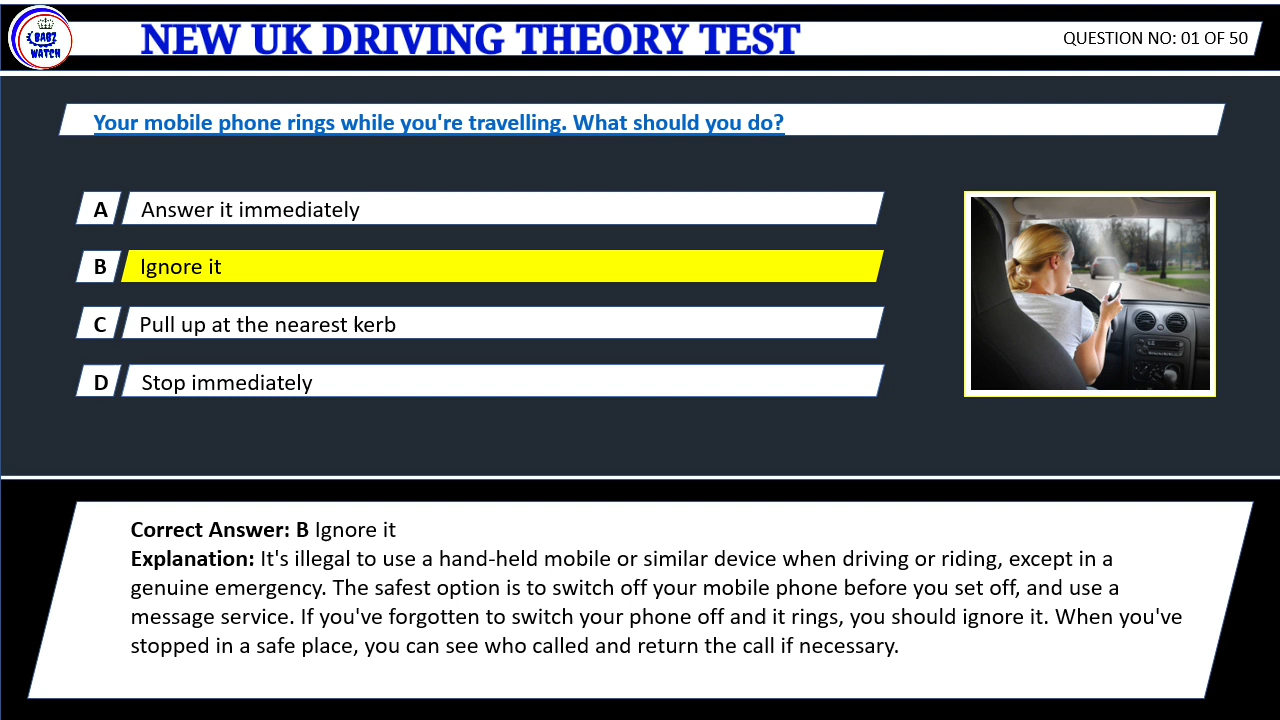 BABZ
WATCH
NEW UK DRIVING THEORY TEST
QUESTION NO: 01 OF 50
Your mobile phone rings while you're travelling. What should you do?
A Answer it immediately
B Ignore it
C Pull up at the nearest kerb
D Stop immediately
Correct Answer: B Ignore it
Explanation: It's illegal to use a hand-held mobile or similar device when driving or riding, except in a
genuine emergency. The safest option is to switch off your mobile phone before you set off, and use a
message service. If you've forgotten to switch your phone off and it rings, you should ignore it. When you've
stopped in a safe place, you can see who called and return the call if necessary.